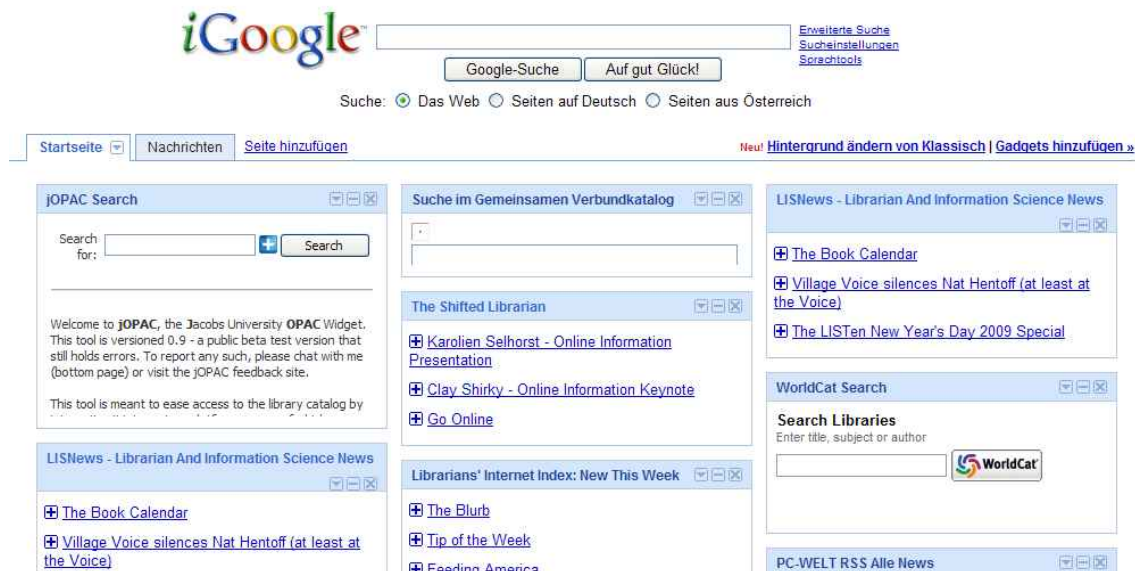 iGoogle™
Erweiterte Suche
Sucheinstellungen
Sprachtools
Google-Suche Auf gut Glück!
Suche: Das Web Seiten auf Deutsch Seiten aus Österreich
Startseite Nachrichten Seite hinzufügen Neu! Hintergrund ändern von Klassisch | Gadgets hinzufügen »
jOPAC Search
Search
for:
Search
Welcome to jOPAC, the Jacobs University OPAC Widget.
This tool is versioned 0.9 - a public beta test version that
still holds errors. To report any such, please chat with me
(bottom page) or visit the jOPAC feedback site.
This tool is meant to ease access to the library catalog by
LISNews - Librarian And Information Science News
The Book Calendar
Village Voice silences Nat Hentoff (at least at
the Voice)
Suche im Gemeinsamen Verbundkatalog
The Shifted Librarian
Karolien Selhorst - Online Information
Presentation
Clay Shirky - Online Information Keynote
Go Online
Librarians' Internet Index: New This Week
The Blurb
Tip of the Week
Feeding America
LISNews - Librarian And Information Science News
The Book Calendar
Village Voice silences Nat Hentoff (at least at
the Voice)
The LISTen New Year's Day 2009 Special
WorldCat Search
Search Libraries
Enter title, subject or author
WorldCat
PC-WELT RSS Alle News